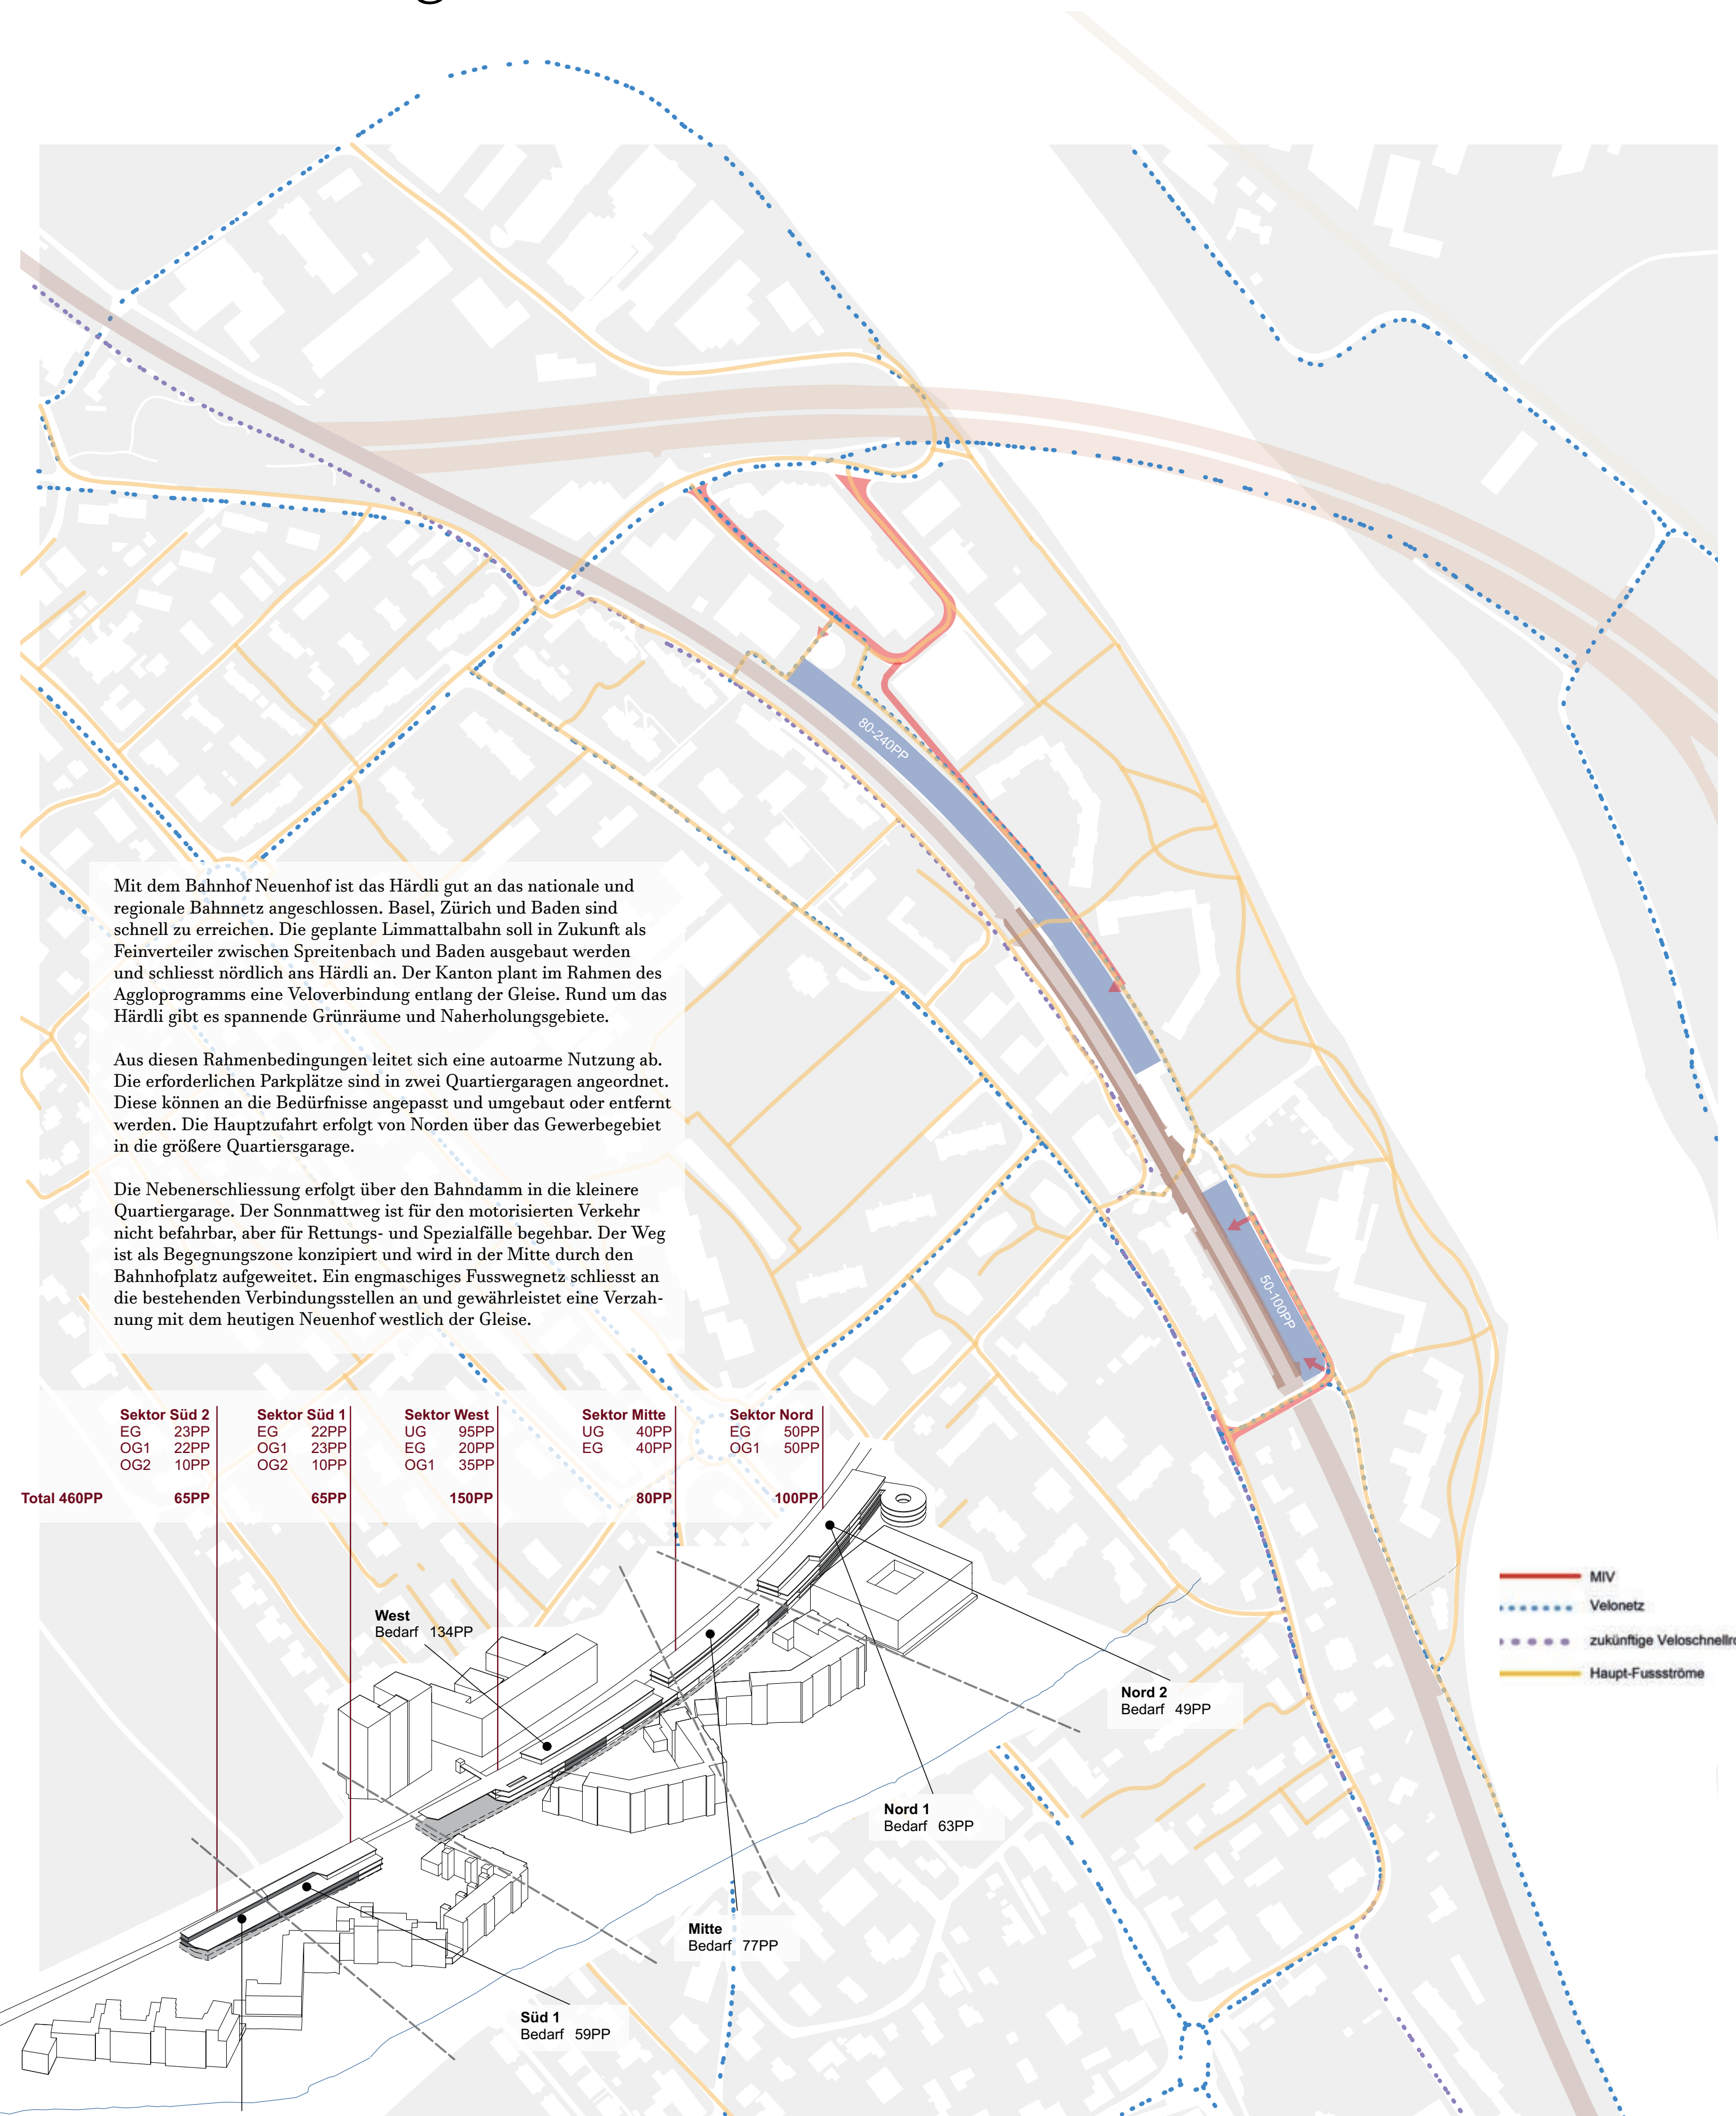 80-240PP
Mit dem Bahnhof Neuenhof ist das Härdli gut an das nationale und
regionale Bahnnetz angeschlossen. Basel, Zürich und Baden sind
schnell zu erreichen. Die geplante Limmattalbahn soll in Zukunft als
Feinverteiler zwischen Spreitenbach und Baden ausgebaut werden
und schliesst nördlich ans Härdli an. Der Kanton plant im Rahmen des
Aggloprogramms eine Veloverbindung entlang der Gleise. Rund um das
Härdli gibt es spannende Grünräume und Naherholungsgebiete.
Aus diesen Rahmenbedingungen leitet sich eine autoarme Nutzung ab.
Die erforderlichen Parkplätze sind in zwei Quartiergaragen angeordnet.
Diese können an die Bedürfnisse angepasst und umgebaut oder entfernt
werden. Die Hauptzufahrt erfolgt von Norden über das Gewerbegebiet
in die größere Quartiersgarage.
Die Nebenerschliessung erfolgt über den Bahndamm in die kleinere
Quartiergarage. Der Sonnmattweg ist für den motorisierten Verkehr
nicht befahrbar, aber für Rettungs- und Spezialfälle begehbar. Der Weg
ist als Begegnungszone konzipiert und wird in der Mitte durch den
Bahnhofplatz aufgeweitet. Ein engmaschiges Fusswegnetz schliesst an
die bestehenden Verbindungsstellen an und gewährleistet eine Verzah-
nung mit dem heutigen Neuenhof westlich der Gleise.
50-100PP
Sektor Süd 2 Sektor Süd 1 Sektor West Sektor Mitte Sektor Nord
EG 23PP EG 22PP UG 95PP UG 40PP EG 50PP
OG1 22PP OG1 23PP EG 20PP EG 40PP OG1 50PP
OG2 10PP OG2 10PP OG1 35PP
Total 460PP 65PP 65PP 150PP 80PP 100PP
MIV
Velonetz
zukünftige Veloschnellro
Haupt-Fussströme
West
Bedarf 134PP
Nord 2
Bedarf 49PP
Nord 1
Bedarf 63PP
Mitte
Bedarf 77PP
Süd 1
Bedarf 59PP